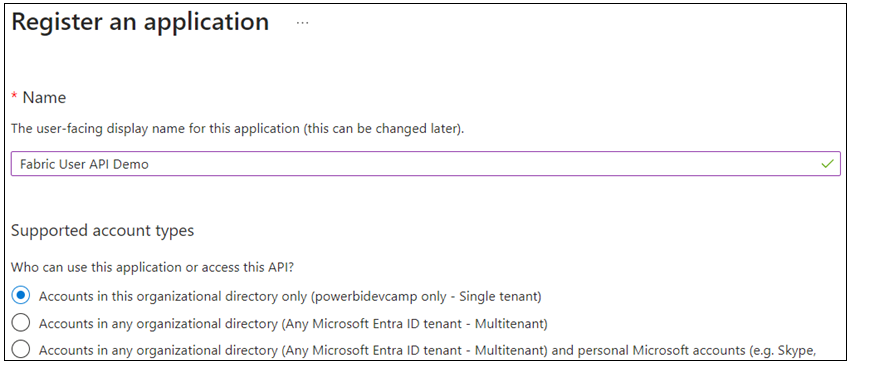 Register an application ...
* Name
The user-facing display name for this application (this can be changed later).
Fabric User API Demo
Supported account types
Who can use this application or access this API?
Accounts in this organizational directory only (powerbidevcamp only - Single tenant)
Accounts in any organizational directory (Any Microsoft Entra ID tenant - Multitenant)
Accounts in any organizational directory (Any Microsoft Entra ID tenant - Multitenant) and personal Microsoft accounts (e.g. Skype,